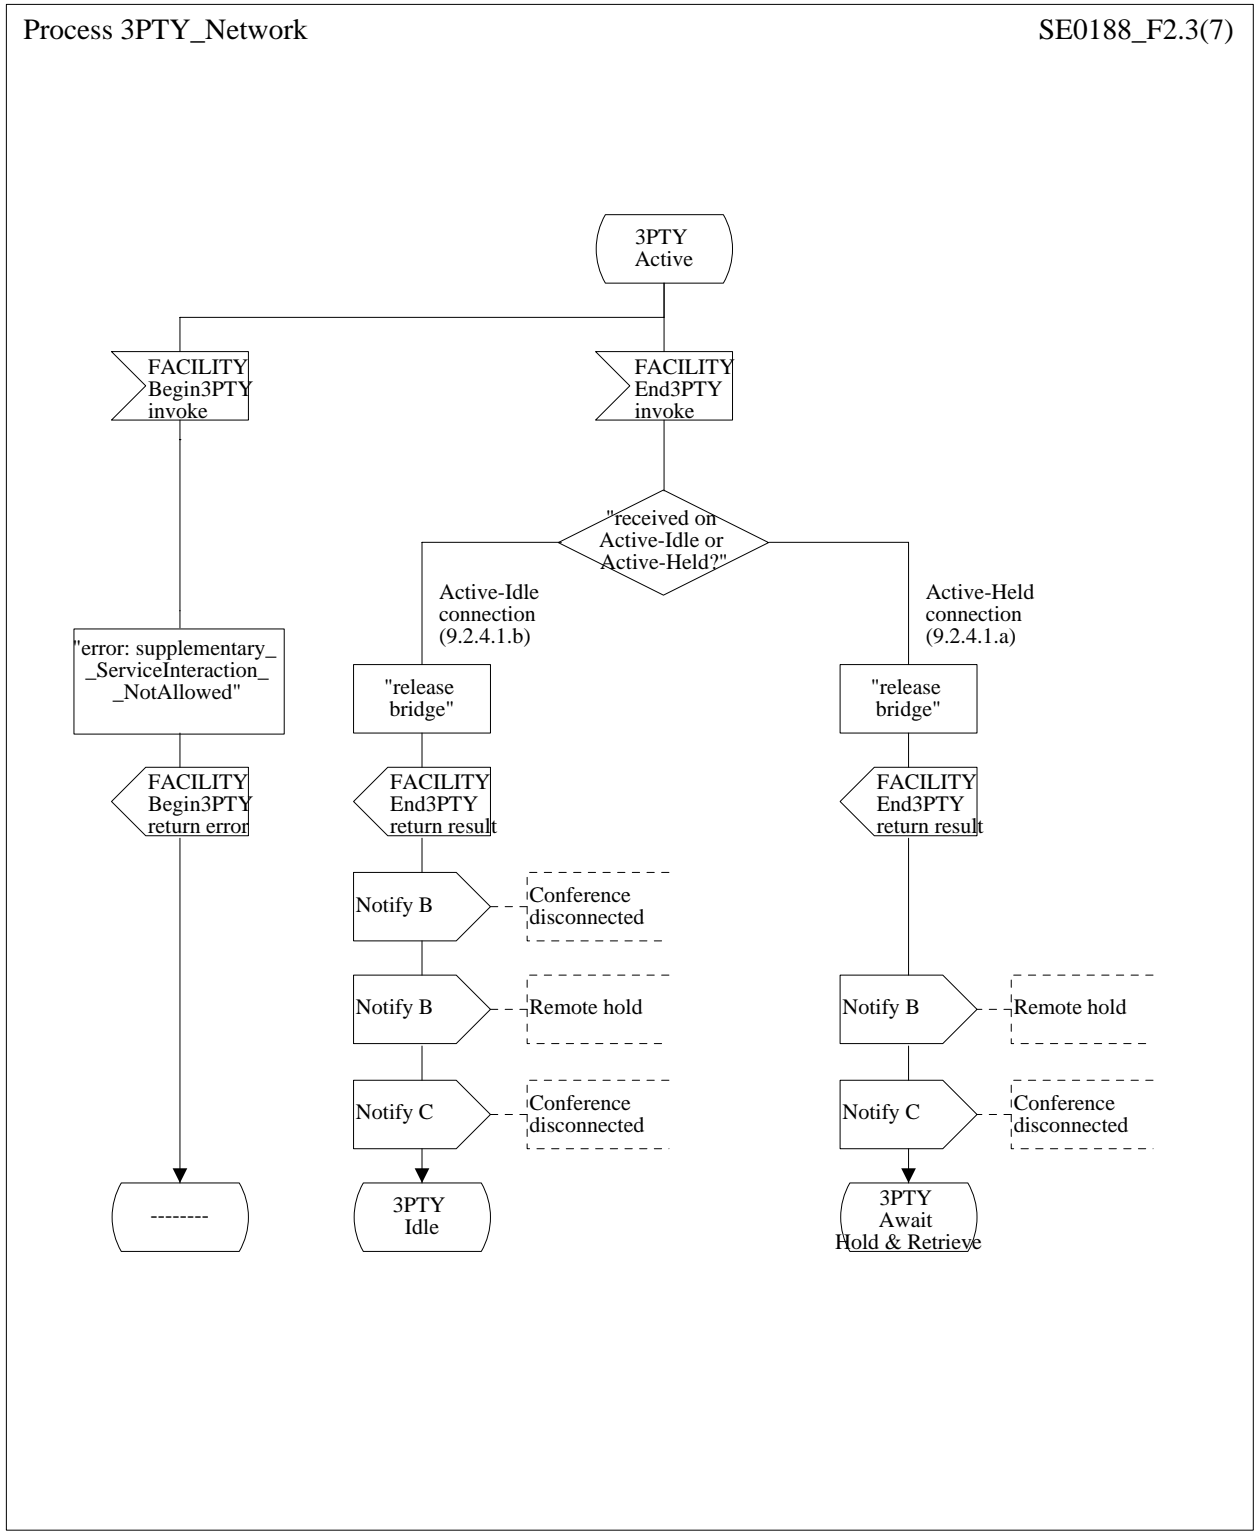 Process 3PTY_Network
SE0188_F2.3(7)
3PTY
Active
FACILITY
Begin3PTY
invoke
FACILITY
End3PTY
invoke
"received on
Active-Idle or
Active-Held?"
Active-Idle
connection
(9.2.4.1.b)
Active-Held
connection
(9.2.4.1.a)
"error: supplementary_
_ServiceInteraction_
_NotAllowed"
"release
bridge"
"release
bridge"
FACILITY
Begin3PTY
return error
FACILITY
End3PTY
return result
FACILITY
End3PTY
return result
Notify B
Conference
disconnected
Notify B
Remote hold
Notify B
Remote hold
Notify C
Conference
disconnected
Notify C
Conference
disconnected
--------
3PTY
Idle
3PTY
Await
Hold & Retrieve